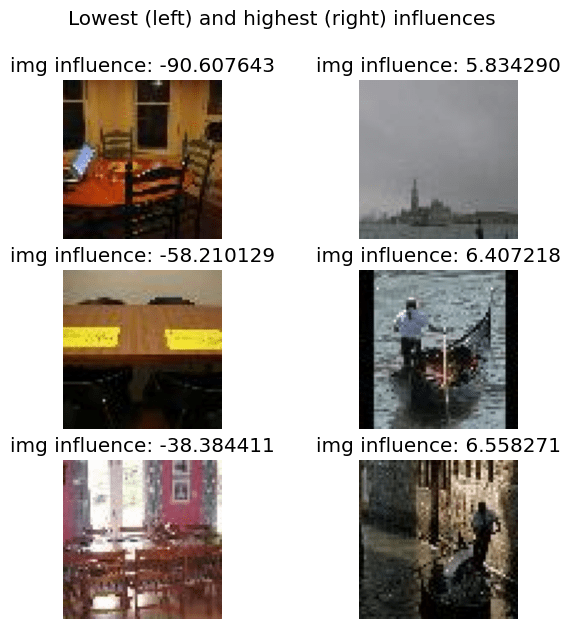 Lowest (left) and highest (right) influences
img influence: -90.607643
img influence: 5.834290
img influence: -58.210129
img influence: 6.407218
img influence: -38.384411
img influence: 6.558271